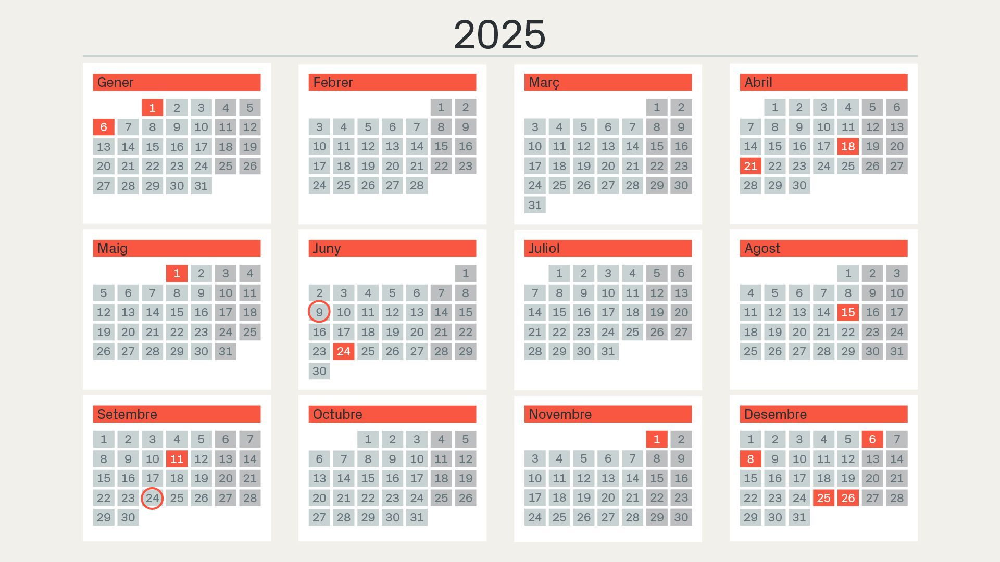 2025
Gener
1 2 3 4 5
6 7 8 9 10 11 12
13 14 15 16 17 18 19
20 21 22 23 24 25 26
27 28 29 30 31
Febrer
1 2
3 4 5 6 7 8 9
10 11 12 13 14 15 16
17 18 19 20 21 22 23
24 25 26 27 28
Març
1 2
3 4 5 6 7 8 9
10 11 12 13 14 15 16
17 18 19 20 21 22 23
24 25 26 27 28 29 30
31
Abril
1 2 3 4 5 6
7 8 9 10 11 12 13
14 15 16 17 18 19 20
21 22 23 24 25 26 27
28 29 30
Maig
1 2 3 4
5 6 7 8 9 10 11
12 13 14 15 16 17 18
19 20 21 22 23 24 25
26 27 28 29 30 31
Juny
1
2 3 4 5 6 7 8
9 10 11 12 13 14 15
16 17 18 19 20 21 22
23 24 25 26 27 28 29
30
Juliol
1 2 3 4 5 6
7 8 9 10 11 12 13
14 15 16 17 18 19 20
21 22 23 24 25 26 27
28 29 30 31
Agost
1 2 3
4 5 6 7 8 9 10
11 12 13 14 15 16 17
18 19 20 21 22 23 24
25 26 27 28 29 30 31
Setembre
1 2 3 4 5 6 7
8 9 10 11 12 13 14
15 16 17 18 19 20 21
22 23 24 25 26 27 28
29 30
Octubre
1 2 3 4 5
6 7 8 9 10 11 12
13 14 15 16 17 18 19
20 21 22 23 24 25 26
27 28 29 30 31
Novembre
1 2
3 4 5 6 7 8 9
10 11 12 13 14 15 16
17 18 19 20 21 22 23
24 25 26 27 28 29 30
Desembre
1 2 3 4 5 6 7
8 9 10 11 12 13 14
15 16 17 18 19 20 21
22 23 24 25 26 27 28
29 30 31